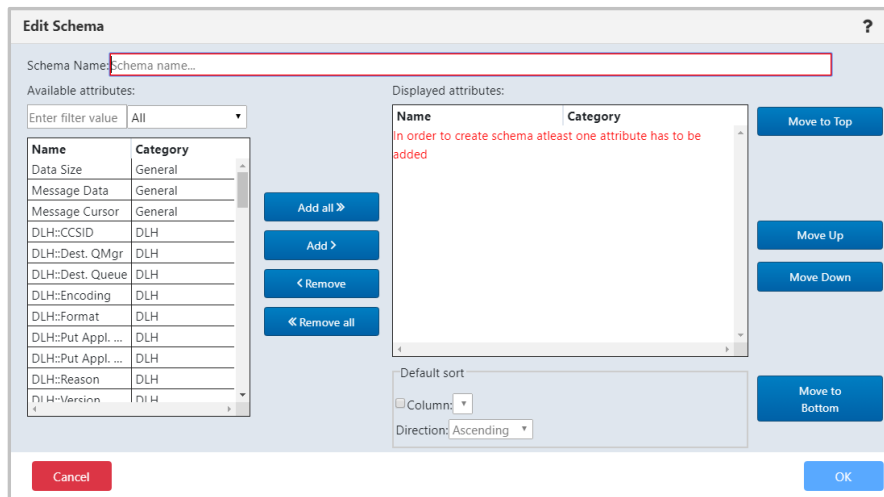 Edit Schema ?
Schema Name: Schema name...
Available attributes:
Enter filter value All
Name Category
Data Size General
Message Data General
Message Cursor General
DLH::CCSID DLH
DLH::Dest. QMgr DLH
DLH::Dest. Queue DLH
DLH::Encoding DLH
DLH::Format DLH
DLH::Put Appl. ... DLH
DLH::Put Appl. ... DLH
DLH::Reason DLH
DLH::Version DLH
Add all »
Add >
< Remove
« Remove all
Displayed attributes:
Name Category
In order to create schema atleast one attribute has to be
added
Default sort
Column:
Direction: Ascending
Move to Top
Move Up
Move Down
Move to
Bottom
Cancel
OK